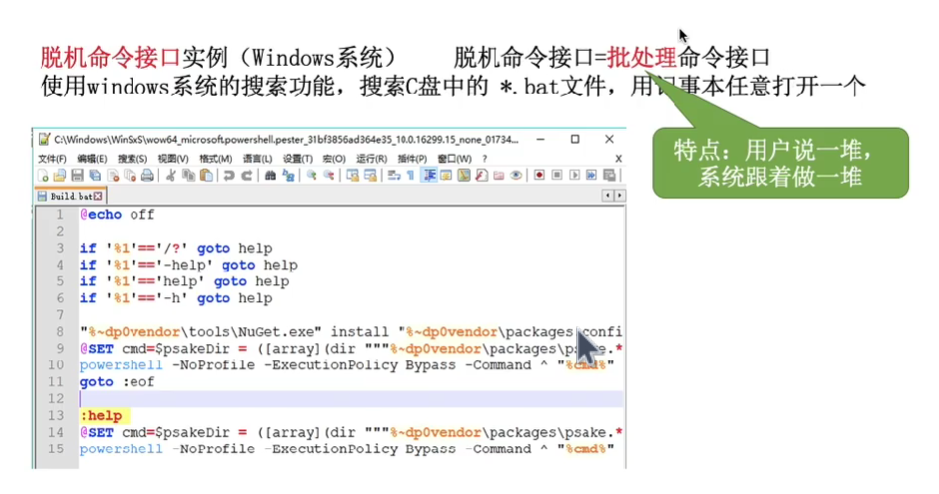 脱机命令接口实例（Windows系统） 脱机命令接口=批处理命令接口
使用windows系统的搜索功能，搜索C盘中的 *.bat文件，用记事本任意打开一个
特点：用户说一堆，
系统跟着做一堆
C:\Windows\WinSxS\wow64_microsoft.powershell.pester_31bf3856ad364e35_10.0.16299.15_none_01734...
文件(F) 编辑(E) 搜索(S) 视图(V) 格式(M) 语言(L) 设置(T) 宏(O) 运行(R) 插件(P) 窗口(W) ? X
Build.bat
1 @echo off
2
3 if '%1'=='/?' goto help
4 if '%1'=='-help' goto help
5 if '%1'=='help' goto help
6 if '%1'=='-h' goto help
7
8 "%~dp0vendor\tools\NuGet.exe" install "%~dp0vendor\packages.confi
9 @SET cmd=$psakeDir = ([array](dir """%~dp0vendor\packages\psake.*
10 powershell -NoProfile -ExecutionPolicy Bypass -Command ^ "%cmd%"
11 goto :eof
12
13 :help
14 @SET cmd=$psakeDir = ([array](dir """%~dp0vendor\packages\psake.*
15 powershell -NoProfile -ExecutionPolicy Bypass -Command ^ "%cmd%"